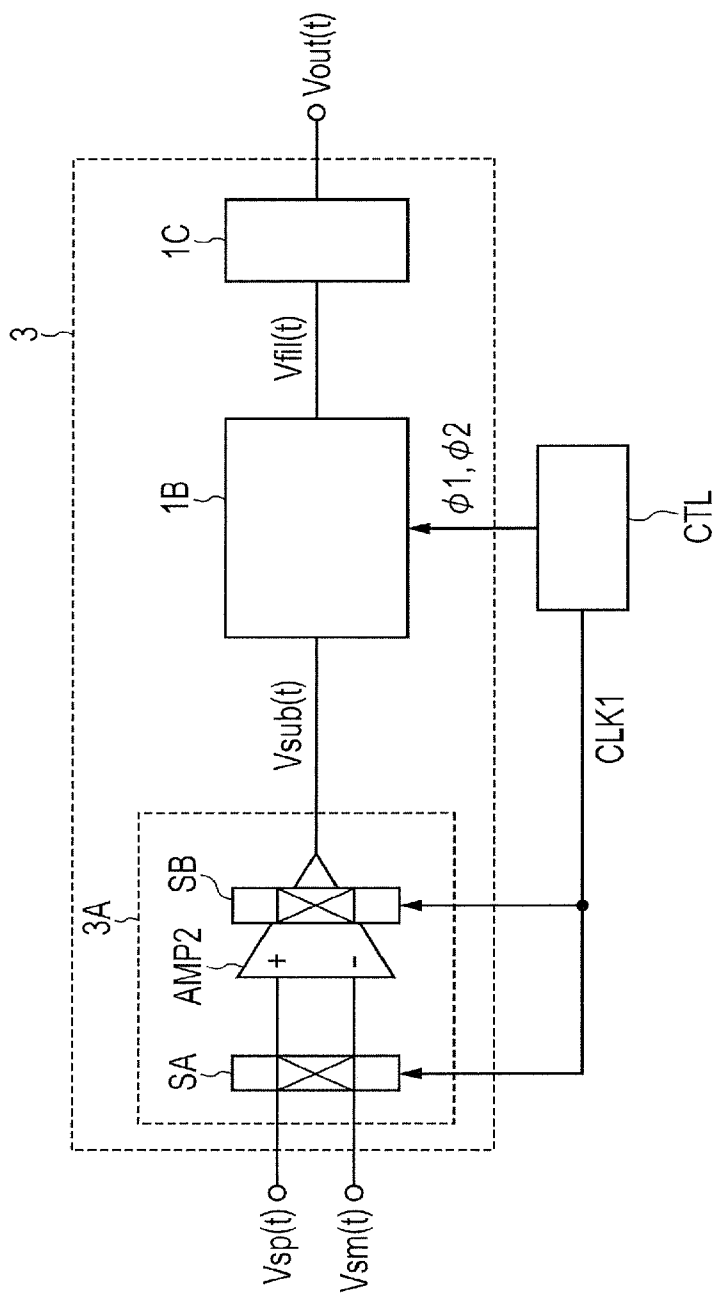 3
3A
SA
AMP2
SB
1B
1C
Vsp(t)
Vsm(t)
+
-
Vsub(t)
Vfil(t)
Vout(t)
ϕ1, ϕ2
CLK1
CTL